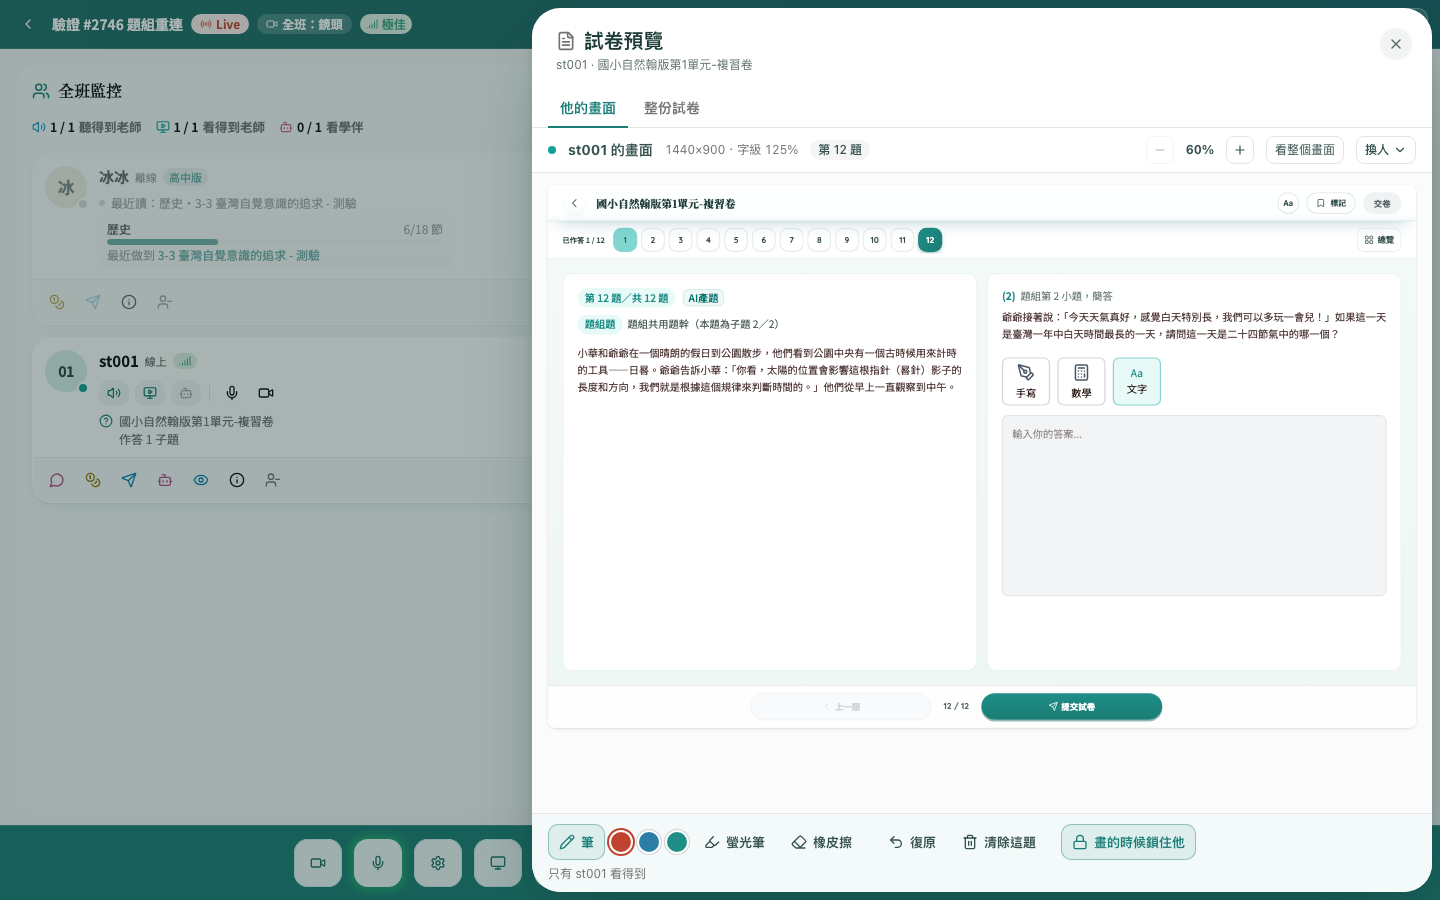 驗證 #2746 題組重連
Live
全班：鏡頭
極佳
全班監控
1 / 1 聽得到老師
1 / 1 看得到老師
0 / 1 看學伴
冰
冰冰 離線 高中版
最近讀：歷史・3-3 臺灣自覺意識的追求 - 測驗
歷史 6/18 節
最近做到 3-3 臺灣自覺意識的追求 - 測驗
01
st001 線上
國小自然翰版第1單元-複習卷
作答 1 子題
試卷預覽
st001 · 國小自然翰版第1單元-複習卷
他的畫面
整份試卷
st001 的畫面 1440×900・字級 125% 第 12 題
60%
看整個畫面
換人
國小自然翰版第1單元-複習卷
Aa
標記
交卷
已作答 1 / 12
1 2 3 4 5 6 7 8 9 10 11 12
總覽
第 12 題／共 12 題 AI產題
題組題 題組共用題幹（本題為子題 2／2）
小華和爺爺在一個晴朗的假日到公園散步，他們看到公園中央有一個古時候用來計時
的工具——日晷。爺爺告訴小華：「你看，太陽的位置會影響這根指針（晷針）影子的
長度和方向，我們就是根據這個規律來判斷時間的。」他們從早上一直觀察到中午。
(2) 題組第 2 小題，簡答
爺爺接著說：「今天天氣真好，感覺白天特別長，我們可以多玩一會兒！」如果這一天
是臺灣一年中白天時間最長的一天，請問這一天是二十四節氣中的哪一個？
手寫
數學
Aa
文字
輸入你的答案...
上一題
12 / 12
提交試卷
筆
螢光筆
橡皮擦
復原
清除這題
畫的時候鎖住他
只有 st001 看得到